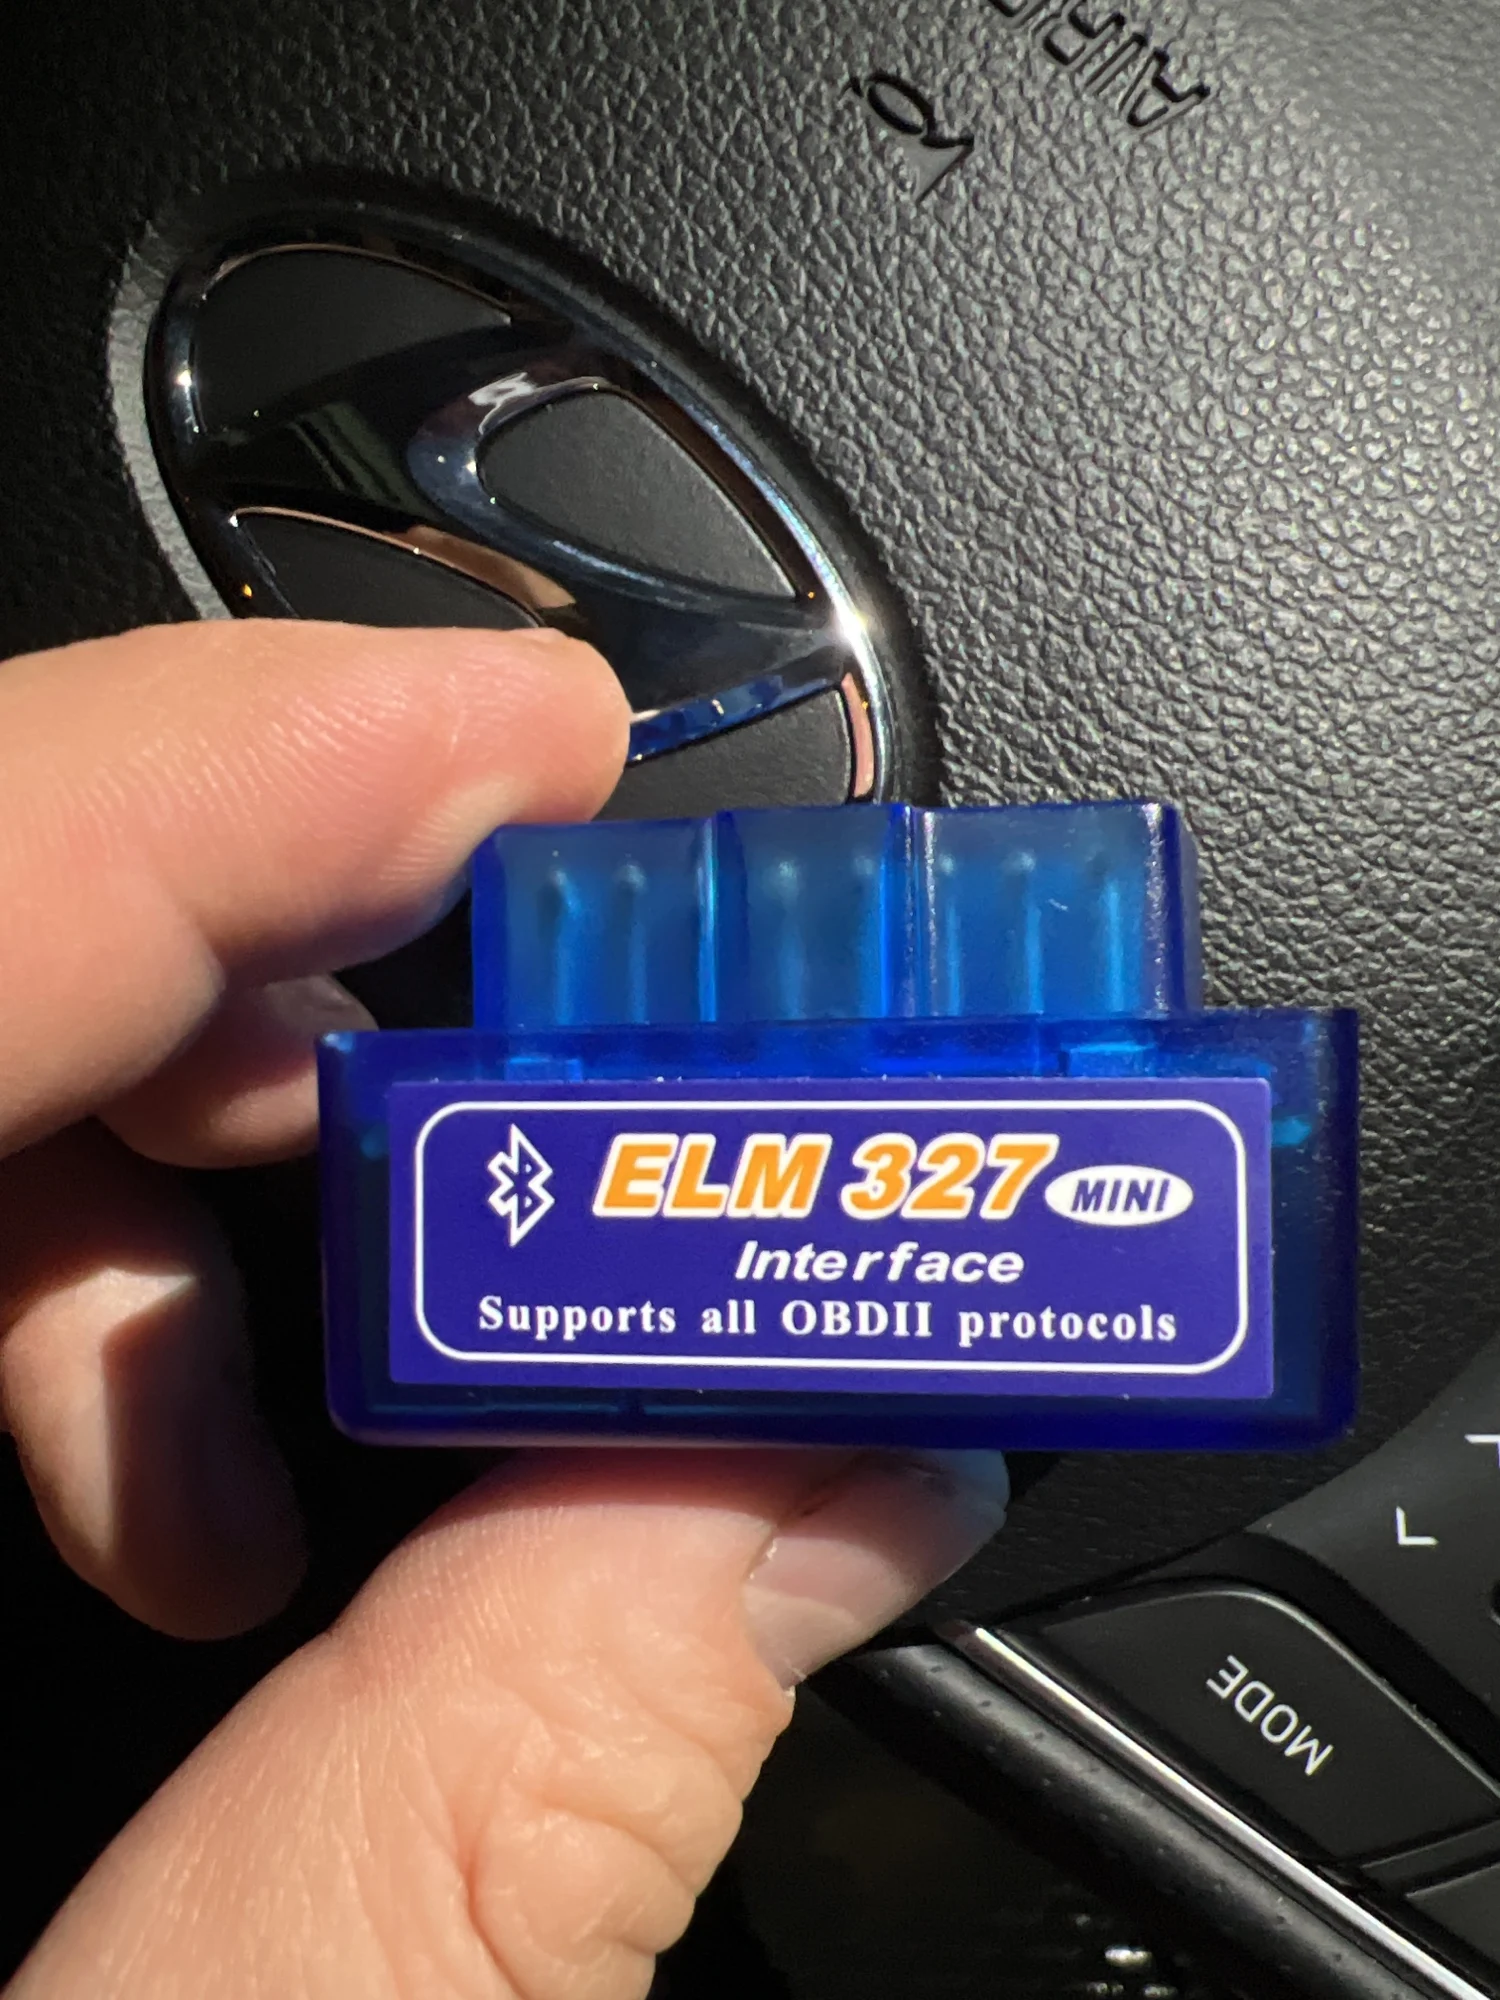 ELM 327 MINI
Interface
Supports all OBDII protocols
MODE